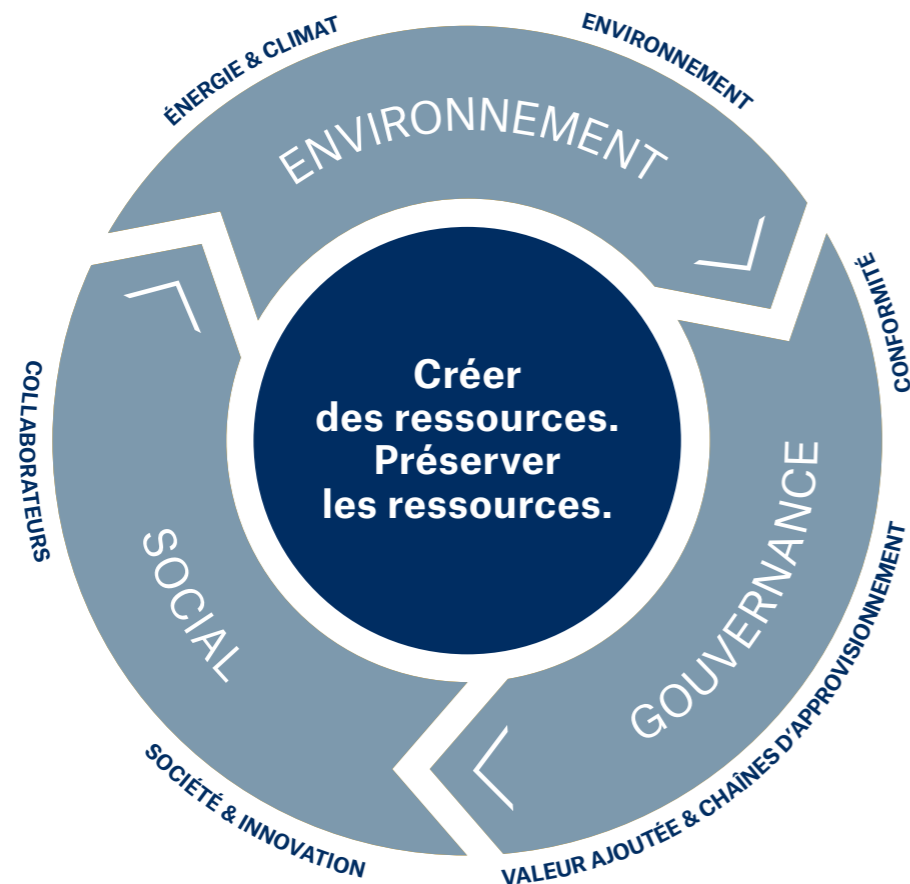 ÉNERGIE & CLIMAT
ENVIRONNEMENT
ENVIRONNEMENT
CONFORMITÉ
GOUVERNANCE
VALEUR AJOUTÉE & CHAÎNES D'APPROVISIONNEMENT
SOCIAL
COLLABORATEURS
SOCIÉTÉ & INNOVATION
Créer
des ressources.
Préserver
les ressources.